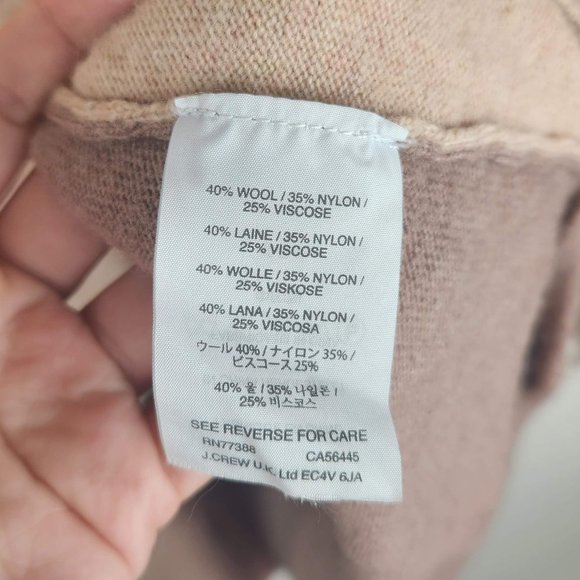 40% WOOL / 35% NYLON /
25% VISCOSE
40% LAINE / 35% NYLON /
25% VISCOSE
40% WOLLE / 35% NYLON /
25% VISKOSE
40% LANA / 35% NYLON /
25% VISCOSA
ウール 40% / ナイロン 35% /
ビスコース 25%
40% 울 / 35% 나일론 /
25% 비스코스
SEE REVERSE FOR CARE
RN77388 CA56445
J.CREW U.K. Ltd EC4V 6JA